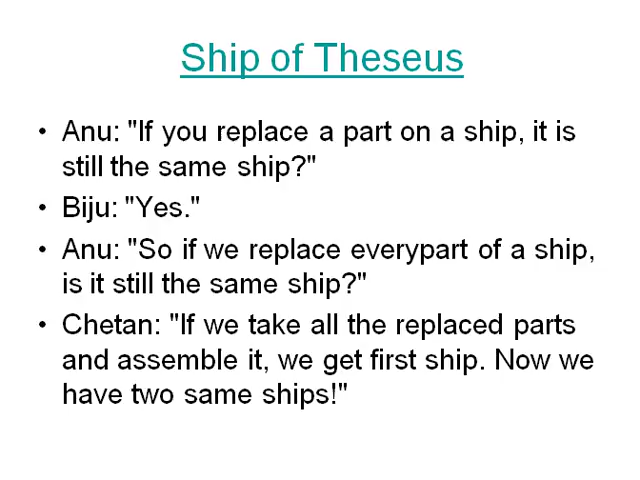 Ship of Theseus
• Anu: "If you replace a part on a ship, it is
still the same ship?"
• Biju: "Yes."
• Anu: "So if we replace everypart of a ship,
is it still the same ship?"
• Chetan: "If we take all the replaced parts
and assemble it, we get first ship. Now we
have two same ships!"